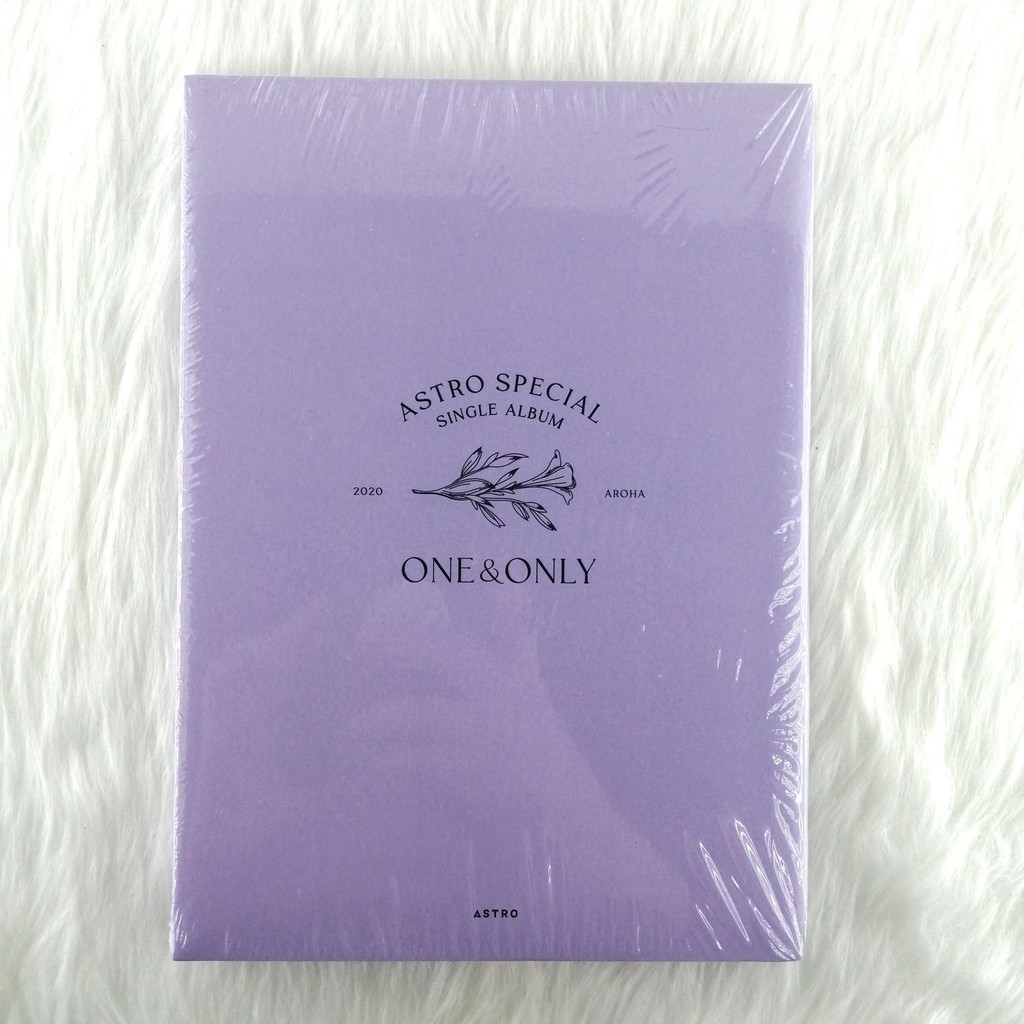 ASTRO SPECIAL
SINGLE ALBUM
2020 AROHA
ONE&ONLY
ASTRO